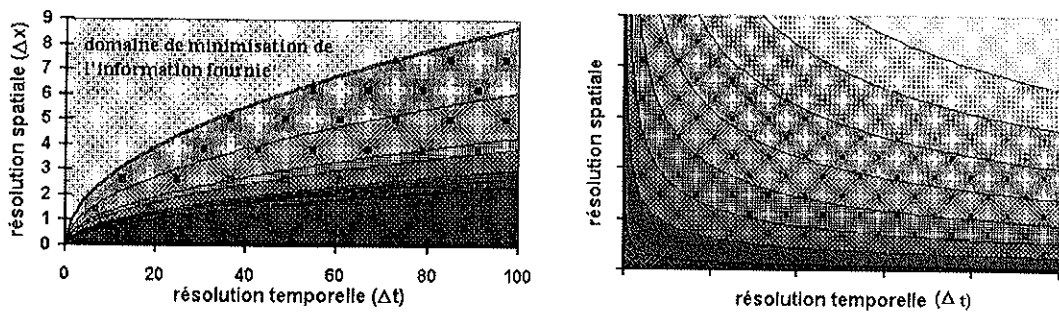 9
8
7
6
5
4
3
2
1
0
résolution spatiale (Δx)
domaine de minimisation de
l'information fournie
0 20 40 60 80 100
résolution temporelle (Δt)
résolution spatiale
résolution temporelle (Δt)